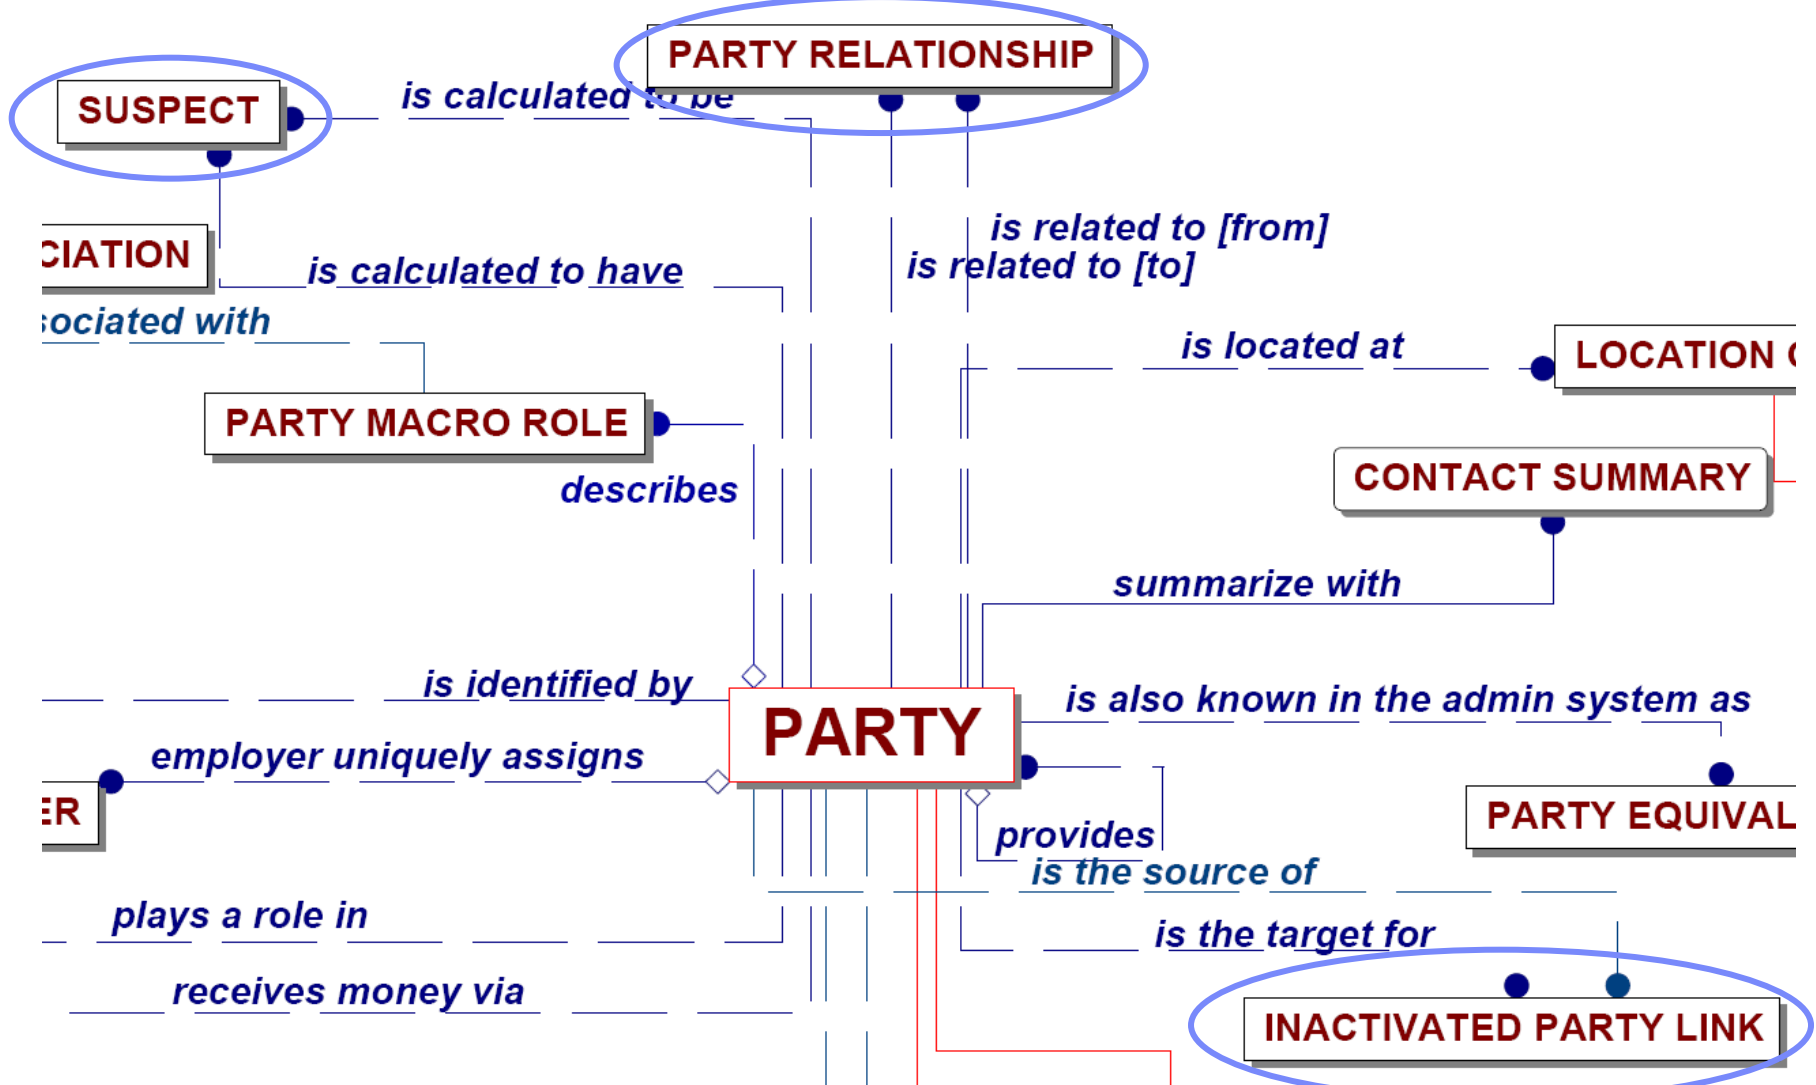 PARTY RELATIONSHIP
SUSPECT
is calculated to be
is related to [from]
CIATION
is calculated to have
is related to [to]
sociated with
is located at
LOCATION
PARTY MACRO ROLE
CONTACT SUMMARY
describes
summarize with
is identified by
is also known in the admin system as
PARTY
employer uniquely assigns
ER
PARTY EQUIVAL
provides
is the source of
plays a role in
is the target for
receives money via
INACTIVATED PARTY LINK